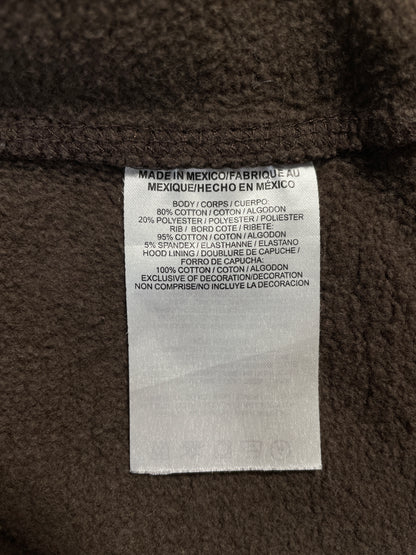 MADE IN MEXICO/FABRIQUE AU
MEXIQUE/HECHO EN MÉXICO
BODY / CORPS / CUERPO
80% COTTON / COTON / ALGODON
20% POLYESTER / POLYESTER / POLIESTER
RIB / BORD COTE / RIBETE:
95% COTTON / COTON / ALGODON
5% SPANDEX / ELASTHANNE / ELASTANO
HOOD LINING / DOUBLURE DE CAPUCHE /
FORRO DE CAPUCHA:
100% COTTON / COTON / ALGODON
EXCLUSIVE OF DECORATION/DECORATION
NON COMPRISE/NO INCLUYE LA DECORACION